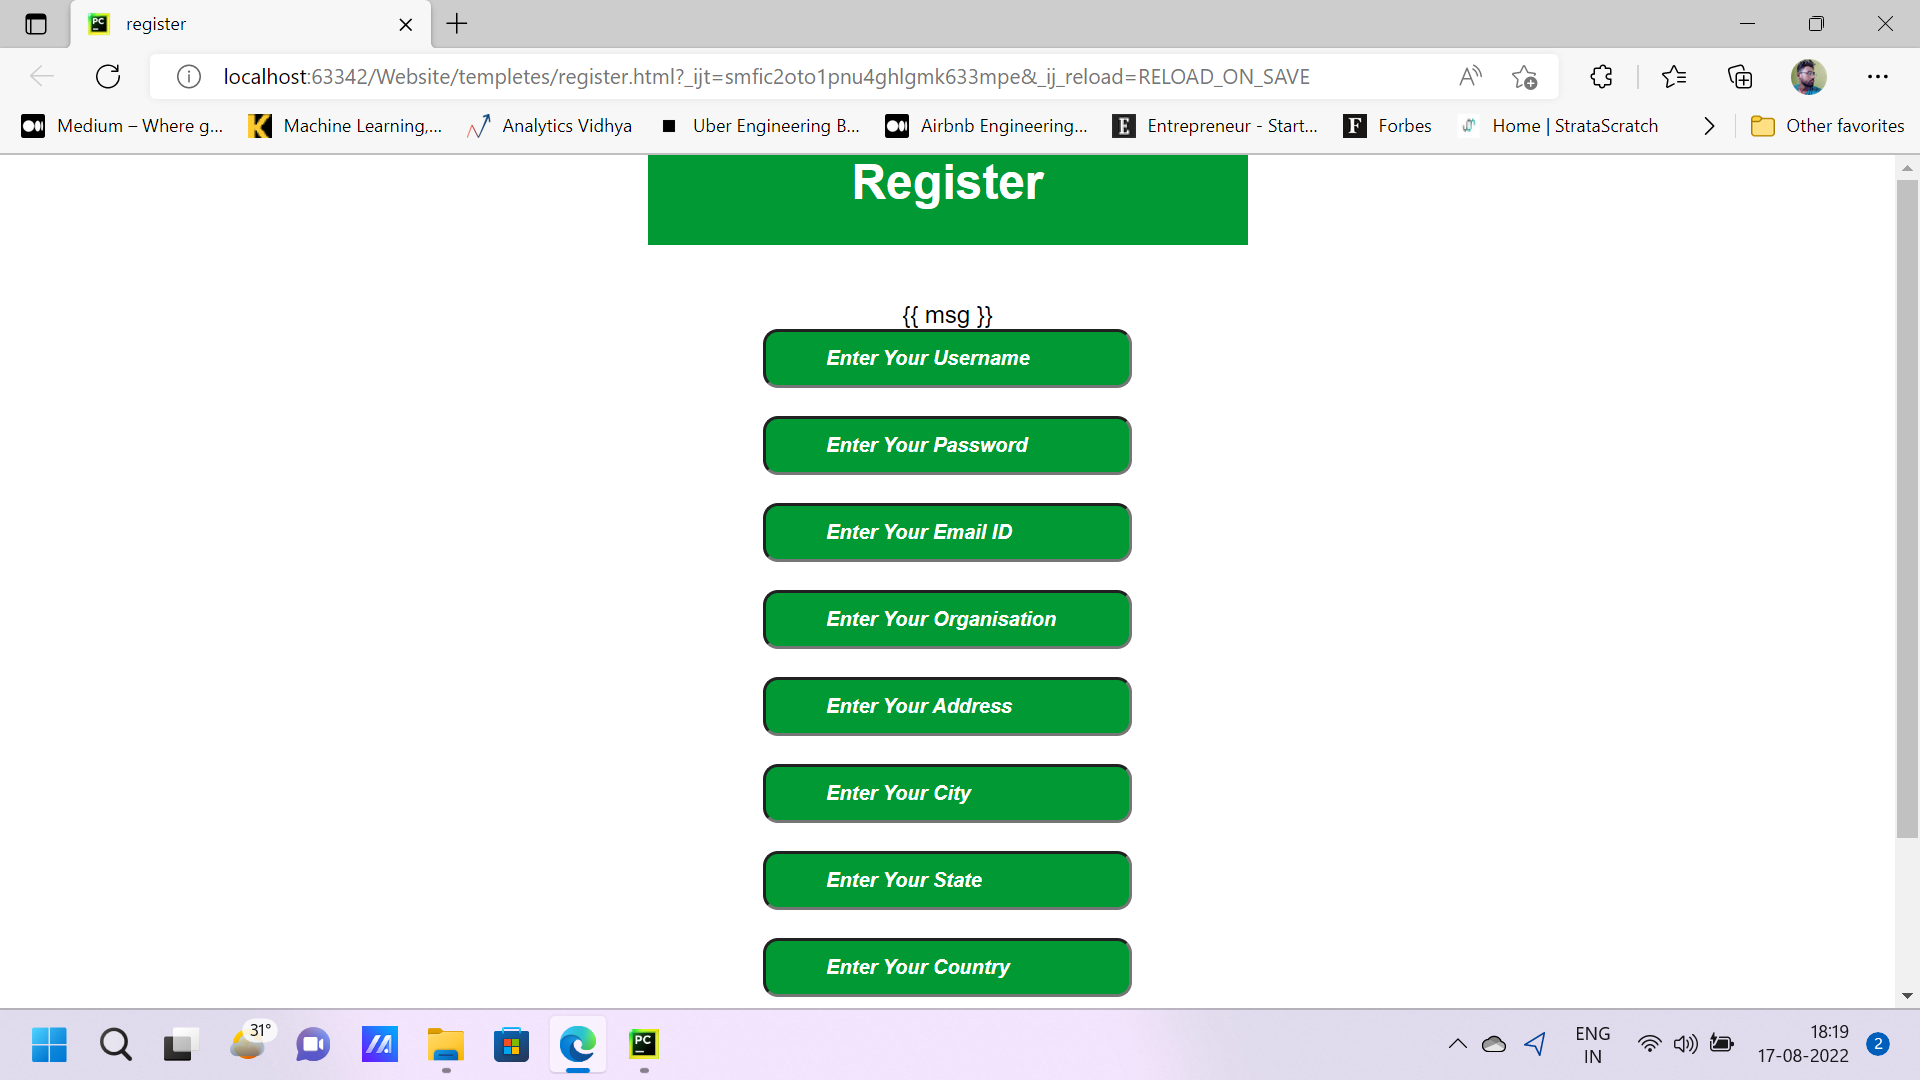 register
localhost:63342/Website/templetes/register.html?_ijt=smfic2oto1pnu4ghlgmk633mpe&_ij_reload=RELOAD_ON_SAVE
Medium – Where g... Machine Learning,... Analytics Vidhya Uber Engineering B... Airbnb Engineering... Entrepreneur - Start... Forbes Home | StrataScratch Other favorites
Register
{{ msg }}
Enter Your Username
Enter Your Password
Enter Your Email ID
Enter Your Organisation
Enter Your Address
Enter Your City
Enter Your State
Enter Your Country
31°
PC
ENG
IN
18:19
17-08-2022
2